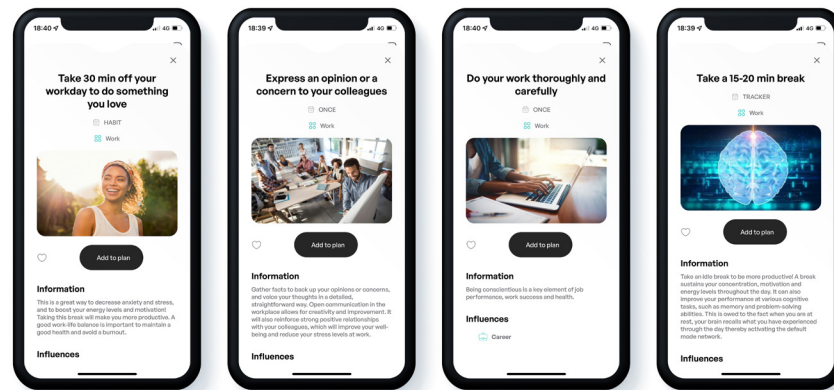 18:40
4G
Take 30 min off your
workday to do something
you love
HABIT
Work
Add to plan
Information
This is a great way to decrease anxiety and stress,
and to boost your energy levels and motivation!
Taking this break will make you more productive. A
good work-life balance is important to maintain a
good health and avoid a burnout.
Influences
18:39
4G
Express an opinion or a
concern to your colleagues
ONCE
Work
Add to plan
Information
Gather facts to back up your opinions or concerns,
and voice your thoughts in a detailed,
straightforward way. Open communication in the
workplace allows for creativity and improvement. It
will also reinforce strong positive relationships
with your colleagues, which will improve your well-
being and reduce your stress levels at work.
Influences
18:40
4G
Do your work thoroughly and
carefully
ONCE
Work
Add to plan
Information
Being conscientious is a key element of job
performance, work success and health.
Influences
Career
18:39
4G
Take a 15-20 min break
TRACKER
Work
Add to plan
Information
Take an idle break to be more productive! A break
sustains your concentration, motivation and
energy levels throughout the day. It can also
improve your performance at various cognitive
tasks, such as memory and problem-solving
abilities. This is owed to the fact when you are at
rest, your brain recalls what you have experienced
through the day thereby activating the default
mode network.
Influences